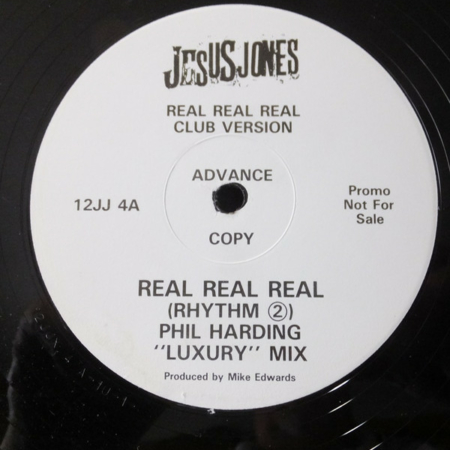 JESUS JONES
REAL REAL REAL
CLUB VERSION
ADVANCE
12JJ 4A
Promo
Not For
Sale
COPY
REAL REAL REAL
(RHYTHM ②)
PHIL HARDING
"LUXURY" MIX
Produced by Mike Edwards